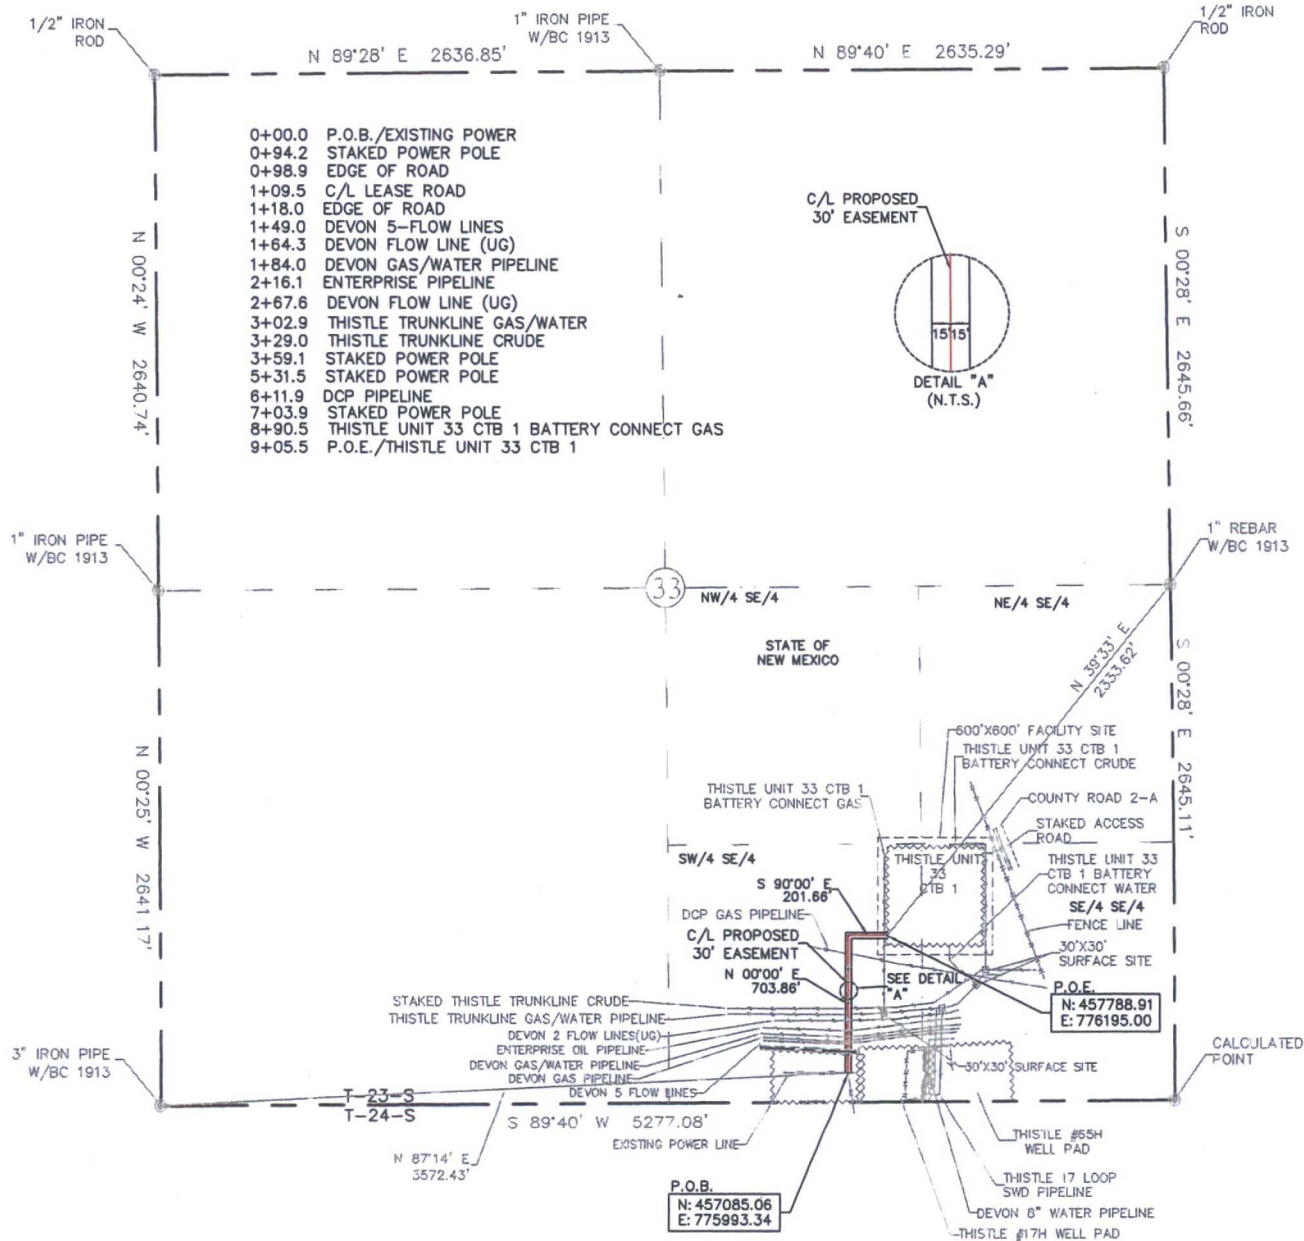 1/2" IRON
ROD
1" IRON PIPE
W/BC 1913
1/2" IRON
ROD
N 89°28' E 2636.85'
N 89°40' E 2635.29'
0+00.0 P.O.B./EXISTING POWER
0+94.2 STAKED POWER POLE
0+98.9 EDGE OF ROAD
1+09.5 C/L LEASE ROAD
1+18.0 EDGE OF ROAD
1+49.0 DEVON 5-FLOW LINES
1+64.3 DEVON FLOW LINE (UG)
1+84.0 DEVON GAS/WATER PIPELINE
2+16.1 ENTERPRISE PIPELINE
2+67.6 DEVON FLOW LINE (UG)
3+02.9 THISTLE TRUNKLINE GAS/WATER
3+29.0 THISTLE TRUNKLINE CRUDE
3+59.1 STAKED POWER POLE
5+31.5 STAKED POWER POLE
6+11.9 DCP PIPELINE
7+03.9 STAKED POWER POLE
8+90.5 THISTLE UNIT 33 CTB 1 BATTERY CONNECT GAS
9+05.5 P.O.E./THISTLE UNIT 33 CTB 1
C/L PROPOSED
30' EASEMENT
15'15'
DETAIL "A"
(N.T.S.)
N 00°24' W 2640.74'
S 00°28' E 2645.66'
1" IRON PIPE
W/BC 1913
1" REBAR
W/BC 1913
33
NW/4 SE/4
NE/4 SE/4
STATE OF
NEW MEXICO
N 39°33' E
2333.62'
S 00°28' E 2645.11'
N 00°25' W 2641.17'
600'X600' FACILITY SITE
THISTLE UNIT 33 CTB 1
BATTERY CONNECT CRUDE
THISTLE UNIT 33 CTB 1
BATTERY CONNECT GAS
COUNTY ROAD 2-A
STAKED ACCESS
ROAD
SW/4 SE/4
THISTLE UNIT
33
CTB 1
THISTLE UNIT 33
CTB 1 BATTERY
CONNECT WATER
SE/4 SE/4
FENCE LINE
S 90°00' E
201.66'
DCP GAS PIPELINE
C/L PROPOSED
30' EASEMENT
30'X30'
SURFACE SITE
N 00°00' E
703.86'
SEE DETAIL
"A"
P.O.E.
N: 457788.91
E: 776195.00
STAKED THISTLE TRUNKLINE CRUDE
THISTLE TRUNKLINE GAS/WATER PIPELINE
DEVON 2 FLOW LINES(UG)
ENTERPRISE OIL PIPELINE
DEVON GAS/WATER PIPELINE
DEVON GAS PIPELINE
DEVON 5 FLOW LINES
30'X30' SURFACE SITE
3" IRON PIPE
W/BC 1913
CALCULATED
POINT
T-23-S
T-24-S
S 89°40' W 5277.08'
N 87°14' E
3572.43'
EXISTING POWER LINE
THISTLE #65H
WELL PAD
P.O.B.
N: 457085.06
E: 775993.34
THISTLE 17 LOOP
SWD PIPELINE
DEVON 8" WATER PIPELINE
THISTLE #17H WELL PAD